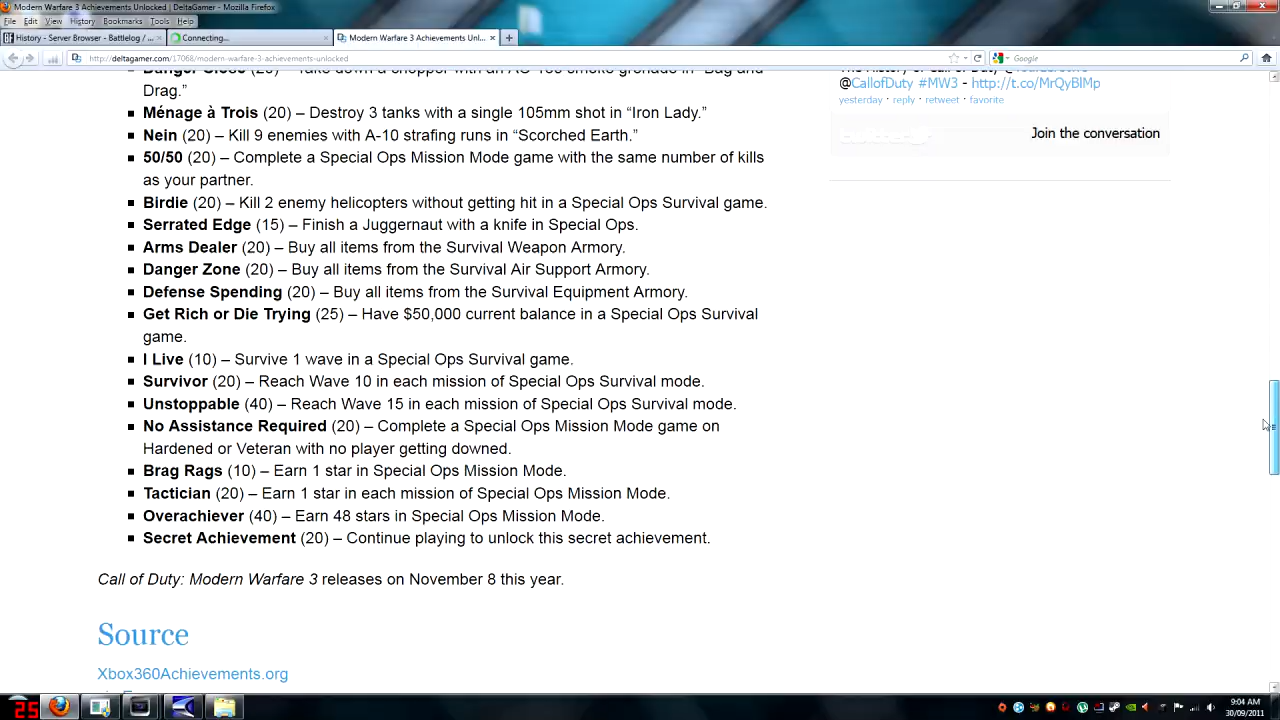 Modern Warfare 3 Achievements Unlocked | DeltaGamer - Mozilla Firefox
File Edit View History Bookmarks Tools Help
History - Server Browser - Battlelog / ... Connecting... Modern Warfare 3 Achievements Unl...
http://deltagamer.com/17068/modern-warfare-3-achievements-unlocked Google
Drag.”
Ménage à Trois (20) – Destroy 3 tanks with a single 105mm shot in “Iron Lady.”
Nein (20) – Kill 9 enemies with A-10 strafing runs in “Scorched Earth.”
50/50 (20) – Complete a Special Ops Mission Mode game with the same number of kills
as your partner.
Birdie (20) – Kill 2 enemy helicopters without getting hit in a Special Ops Survival game.
Serrated Edge (15) – Finish a Juggernaut with a knife in Special Ops.
Arms Dealer (20) – Buy all items from the Survival Weapon Armory.
Danger Zone (20) – Buy all items from the Survival Air Support Armory.
Defense Spending (20) – Buy all items from the Survival Equipment Armory.
Get Rich or Die Trying (25) – Have $50,000 current balance in a Special Ops Survival
game.
I Live (10) – Survive 1 wave in a Special Ops Survival game.
Survivor (20) – Reach Wave 10 in each mission of Special Ops Survival mode.
Unstoppable (40) – Reach Wave 15 in each mission of Special Ops Survival mode.
No Assistance Required (20) – Complete a Special Ops Mission Mode game on
Hardened or Veteran with no player getting downed.
Brag Rags (10) – Earn 1 star in Special Ops Mission Mode.
Tactician (20) – Earn 1 star in each mission of Special Ops Mission Mode.
Overachiever (40) – Earn 48 stars in Special Ops Mission Mode.
Secret Achievement (20) – Continue playing to unlock this secret achievement.
Call of Duty: Modern Warfare 3 releases on November 8 this year.
Source
Xbox360Achievements.org
@CallofDuty #MW3 - http://t.co/MrQyBlMp
yesterday · reply · retweet · favorite
Join the conversation
25
9:04 AM
30/09/2011